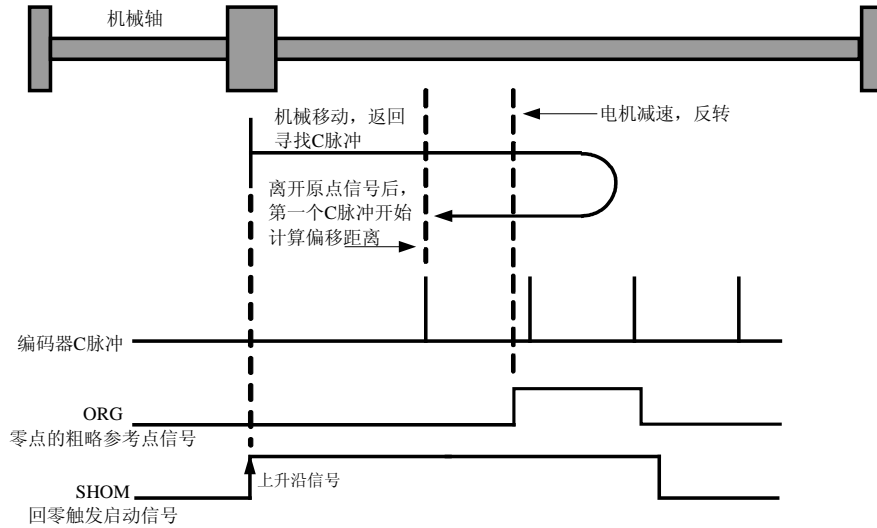 机械轴
机械移动，返回
寻找C脉冲
电机减速，反转
离开原点信号后，
第一个C脉冲开始
计算偏移距离
编码器C脉冲
ORG
零点的粗略参考点信号
上升沿信号
SHOM
回零触发启动信号